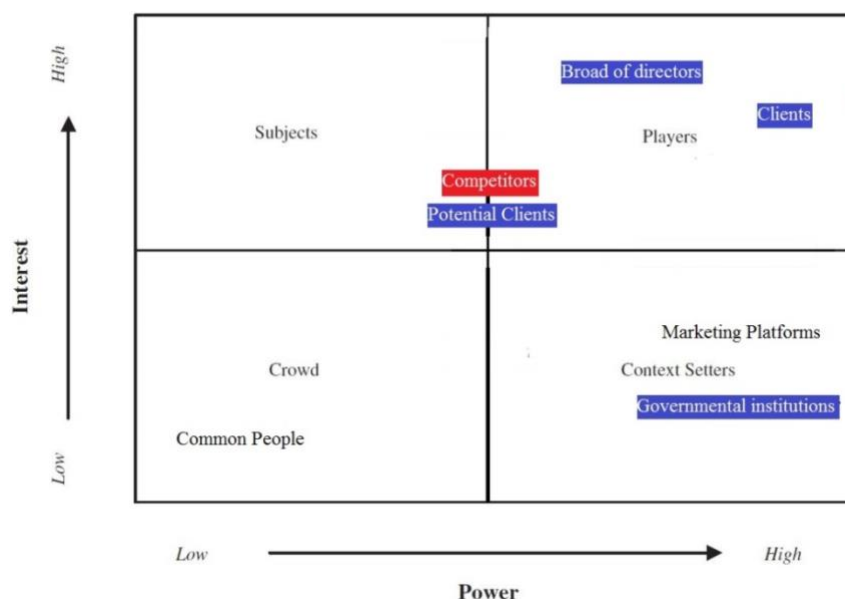 High
Broad of directors
Clients
Subjects
Players
Competitors
Potential Clients
Interest
Marketing Platforms
Crowd
Context Setters
Governmental institutions
Common People
Low
Low
High
Power